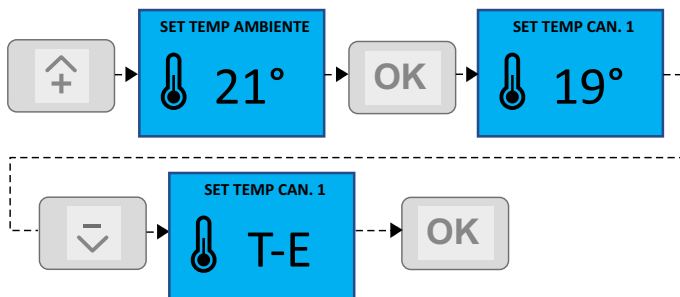 SET TEMP AMBIENTE
+
21°
OK
SET TEMP CAN. 1
19°
-
SET TEMP CAN. 1
T-E
OK